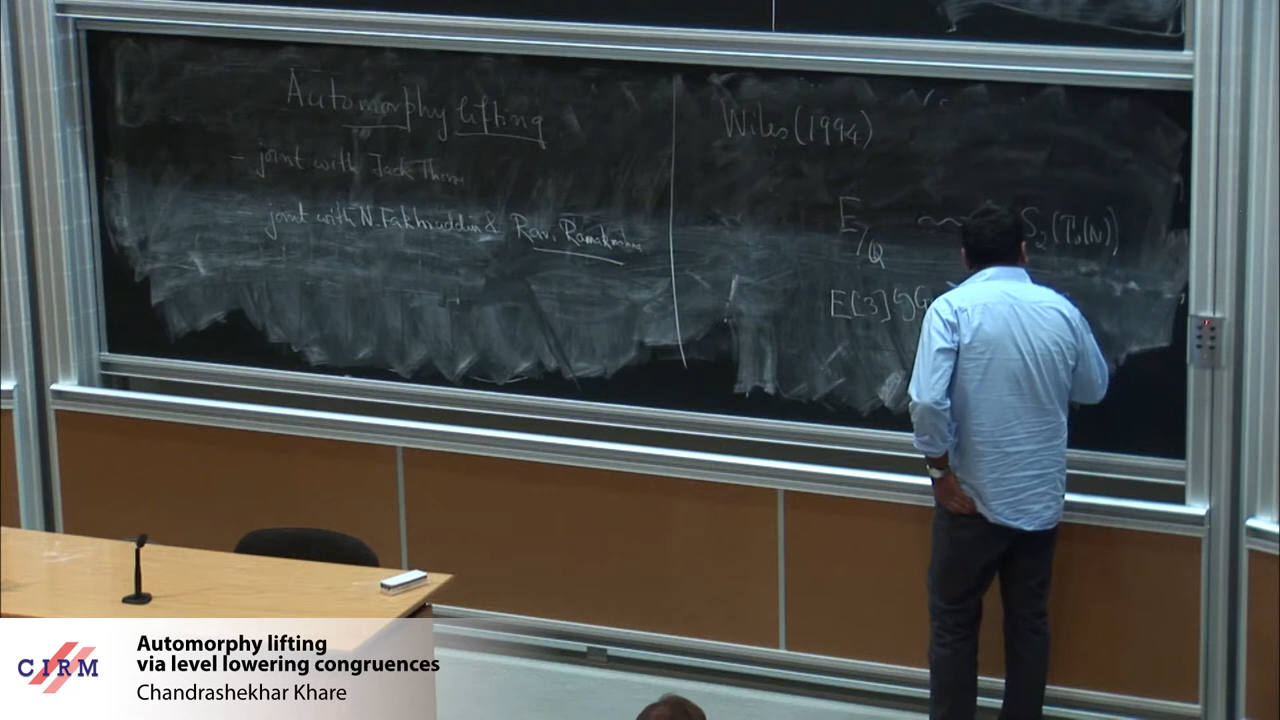 Automorphy lifting
- joint with Jack Thorne
joint with N. Fakhruddin & Ravi Ramakrishna
Wiles (1994)
E/Q ~~ S₂(Γ₀(N))
E[3] G
CIRM
Automorphy lifting
via level lowering congruences
Chandrashekhar Khare